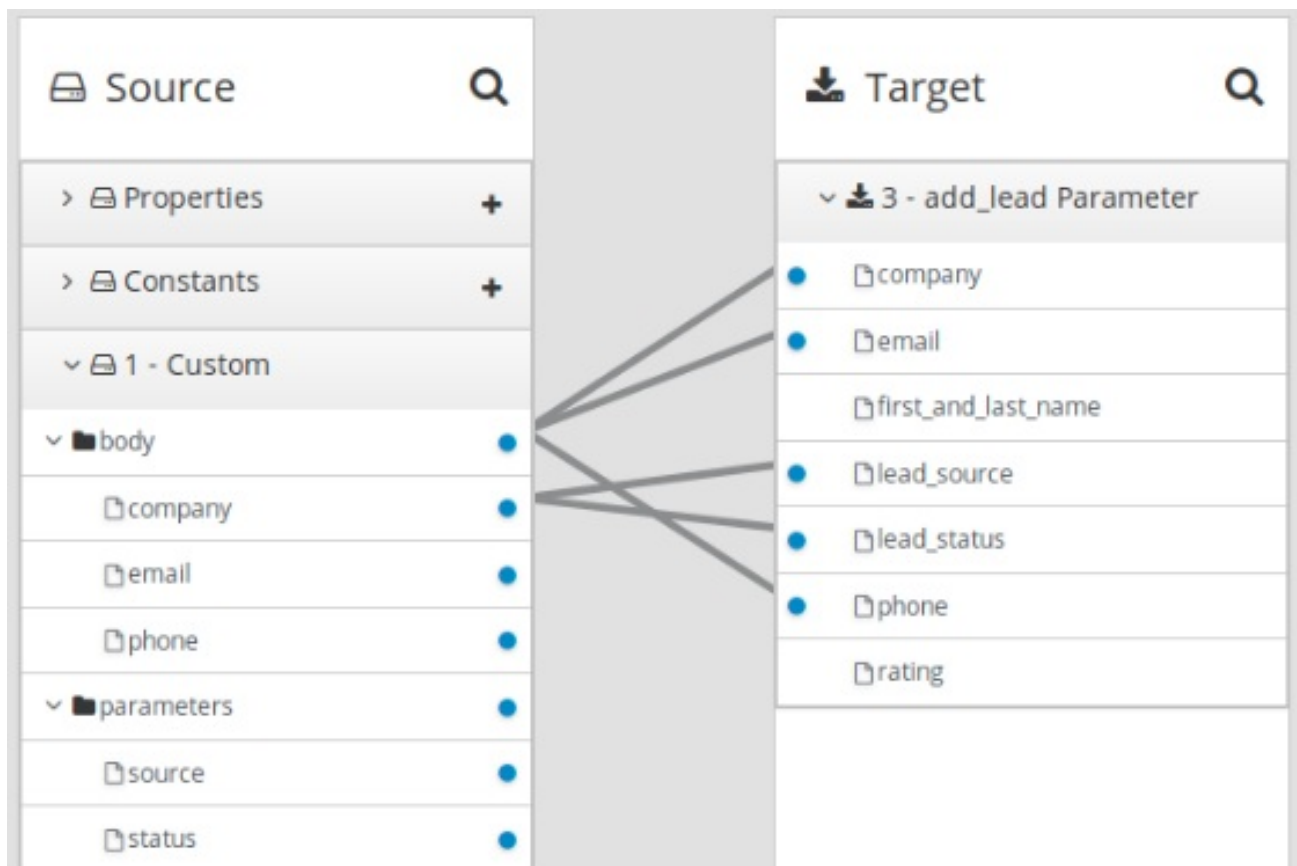 Source
Properties
Constants
1 - Custom
body
company
email
phone
parameters
source
status
Target
3 - add_lead Parameter
company
email
first_and_last_name
lead_source
lead_status
phone
rating